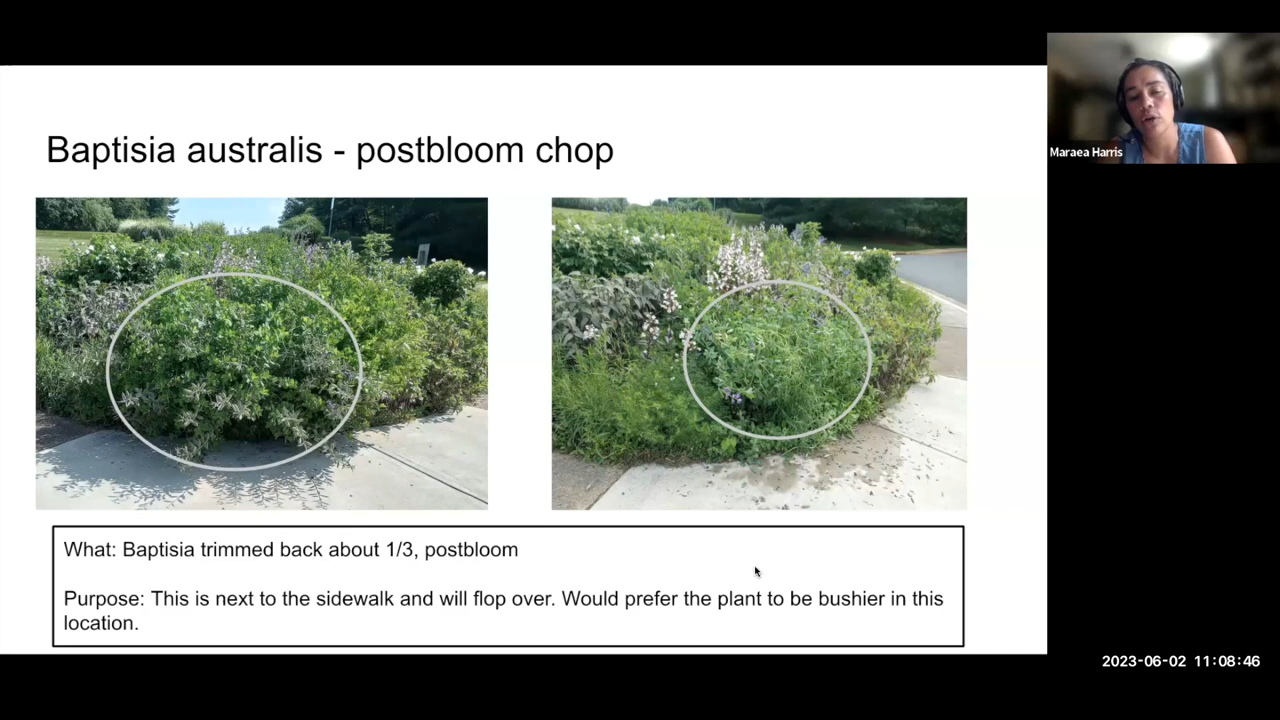 Baptisia australis - postbloom chop
Maraea Harris
What: Baptisia trimmed back about 1/3, postbloom
Purpose: This is next to the sidewalk and will flop over. Would prefer the plant to be bushier in this
location.
2023-06-02 11:08:46